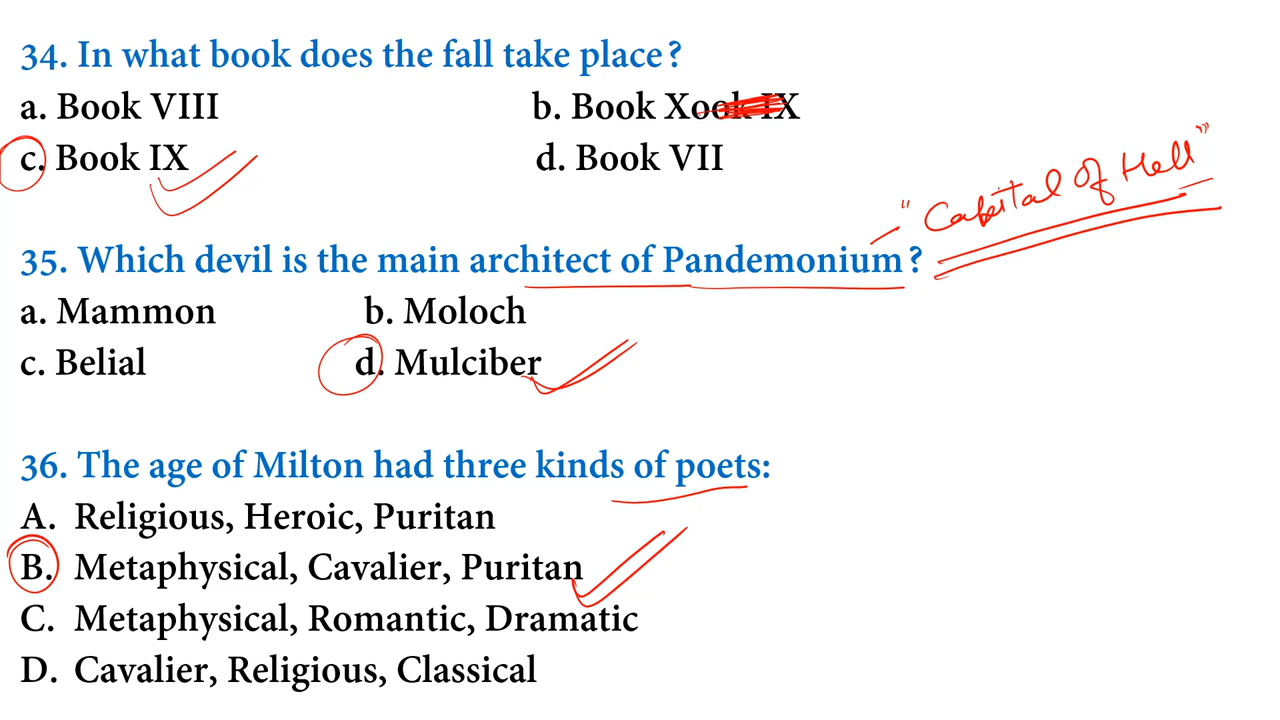 34. In what book does the fall take place?
a. Book VIII b. Book Xook IX
c. Book IX d. Book VII
"Capital of Hell"
35. Which devil is the main architect of Pandemonium?
a. Mammon b. Moloch
c. Belial d. Mulciber
36. The age of Milton had three kinds of poets:
A. Religious, Heroic, Puritan
B. Metaphysical, Cavalier, Puritan
C. Metaphysical, Romantic, Dramatic
D. Cavalier, Religious, Classical